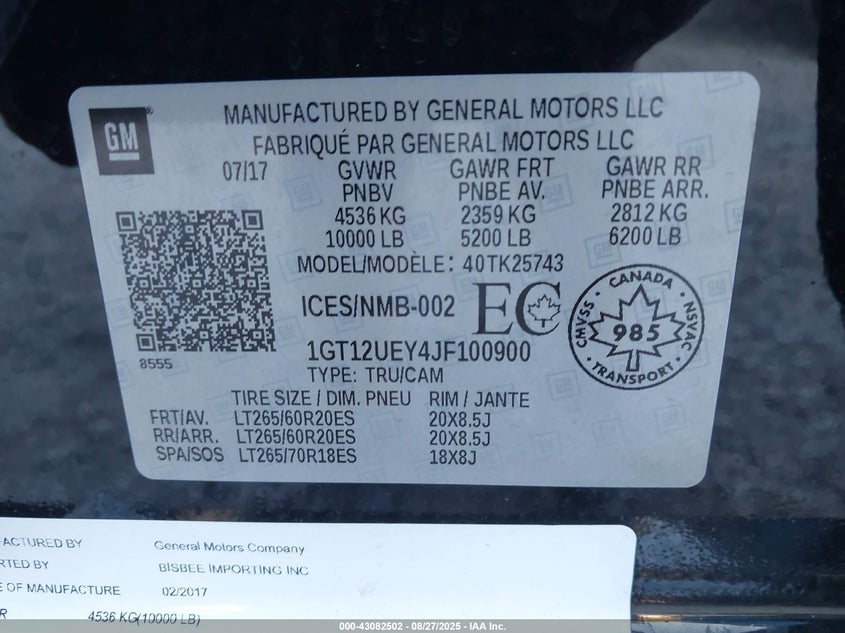 GM
MANUFACTURED BY GENERAL MOTORS LLC
FABRIQUÉ PAR GENERAL MOTORS LLC
07/17 GVWR GAWR FRT GAWR RR
PNBV PNBE AV. PNBE ARR.
4536 KG 2359 KG 2812 KG
10000 LB 5200 LB 6200 LB
MODEL/MODÈLE: 40TK25743
ICES/NMB-002 EC
CANADA
CMVSS 985 NSVAC
TRANSPORT
8555
1GT12UEY4JF100900
TYPE: TRU/CAM
TIRE SIZE / DIM. PNEU RIM / JANTE
FRT/AV. LT265/60R20ES 20X8.5J
RR/ARR. LT265/60R20ES 20X8.5J
SPA/SOS LT265/70R18ES 18X8J
FACTURED BY General Motors Company
RTED BY BISBEE IMPORTING INC
E OF MANUFACTURE 02/2017
R 4536 KG(10000 LB)
000-43082502 - 08/27/2025 - IAA Inc.